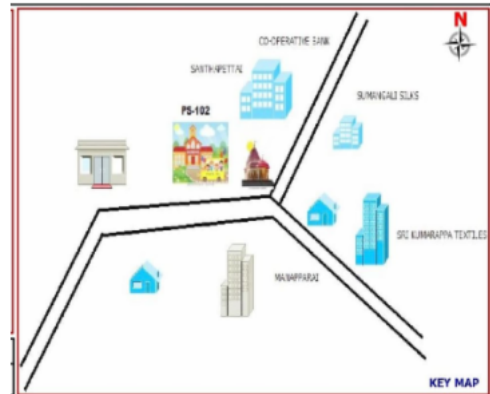 N
CO-OPERATIVE BANK
SANTHAPETTAI
SUMANGALI SILKS
PS-102
SRI KUMARAPPA TEXTILES
MANAPPARAI
KEY MAP